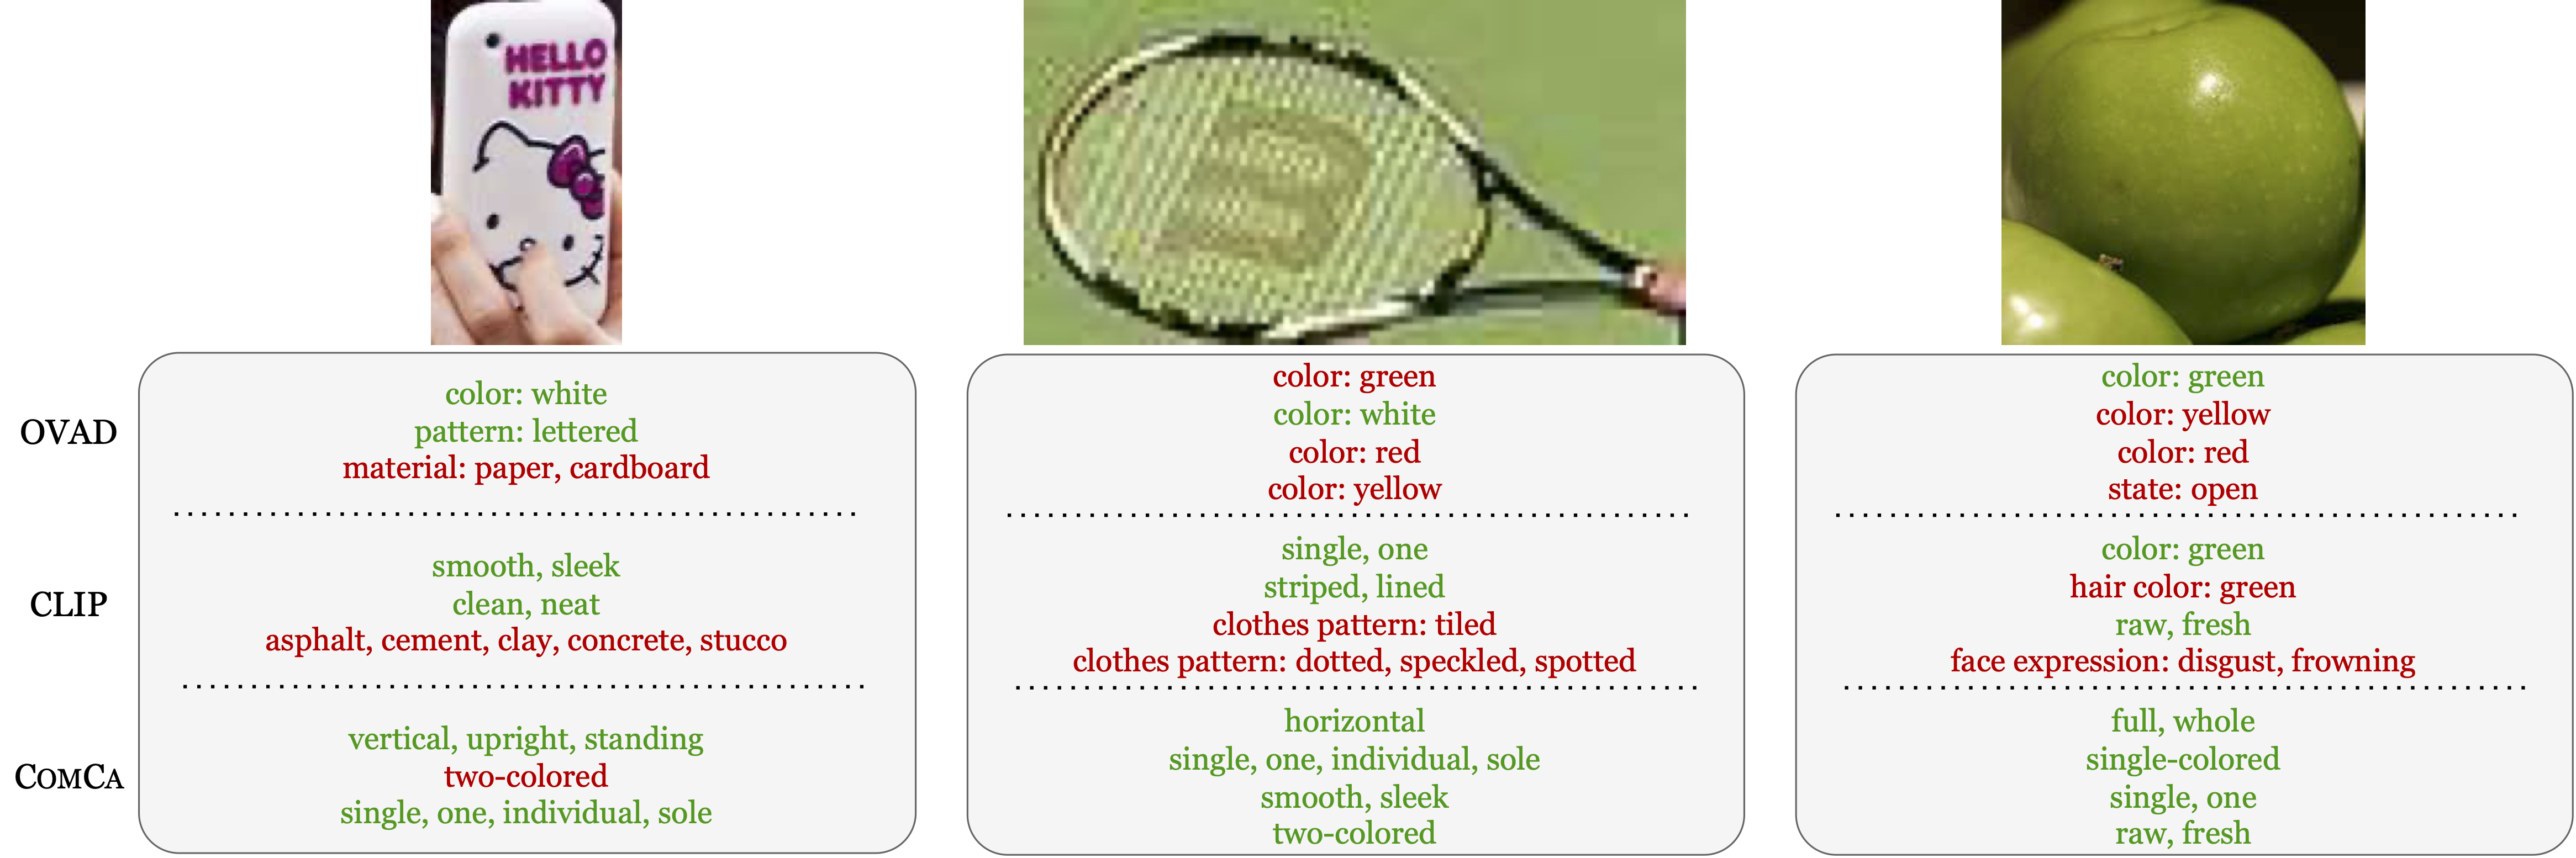 HELLO
KITTY
OVAD
color: white
pattern: lettered
material: paper, cardboard
color: green
color: white
color: red
color: yellow
color: green
color: yellow
color: red
state: open
CLIP
smooth, sleek
clean, neat
asphalt, cement, clay, concrete, stucco
single, one
striped, lined
clothes pattern: tiled
clothes pattern: dotted, speckled, spotted
color: green
hair color: green
raw, fresh
face expression: disgust, frowning
COMCA
vertical, upright, standing
two-colored
single, one, individual, sole
horizontal
single, one, individual, sole
smooth, sleek
two-colored
full, whole
single-colored
single, one
raw, fresh